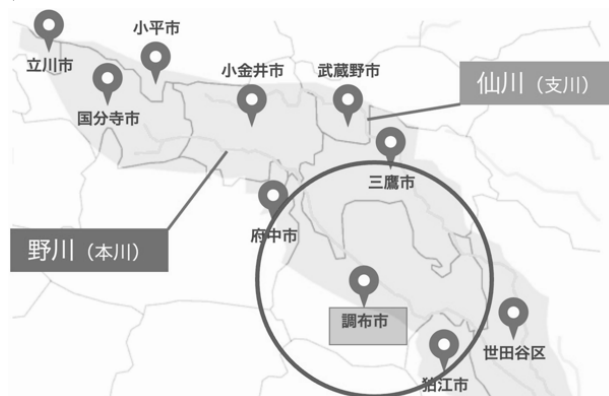 立川市
小平市
国分寺市
小金井市
武蔵野市
仙川（支川）
三鷹市
府中市
野川（本川）
調布市
狛江市
世田谷区